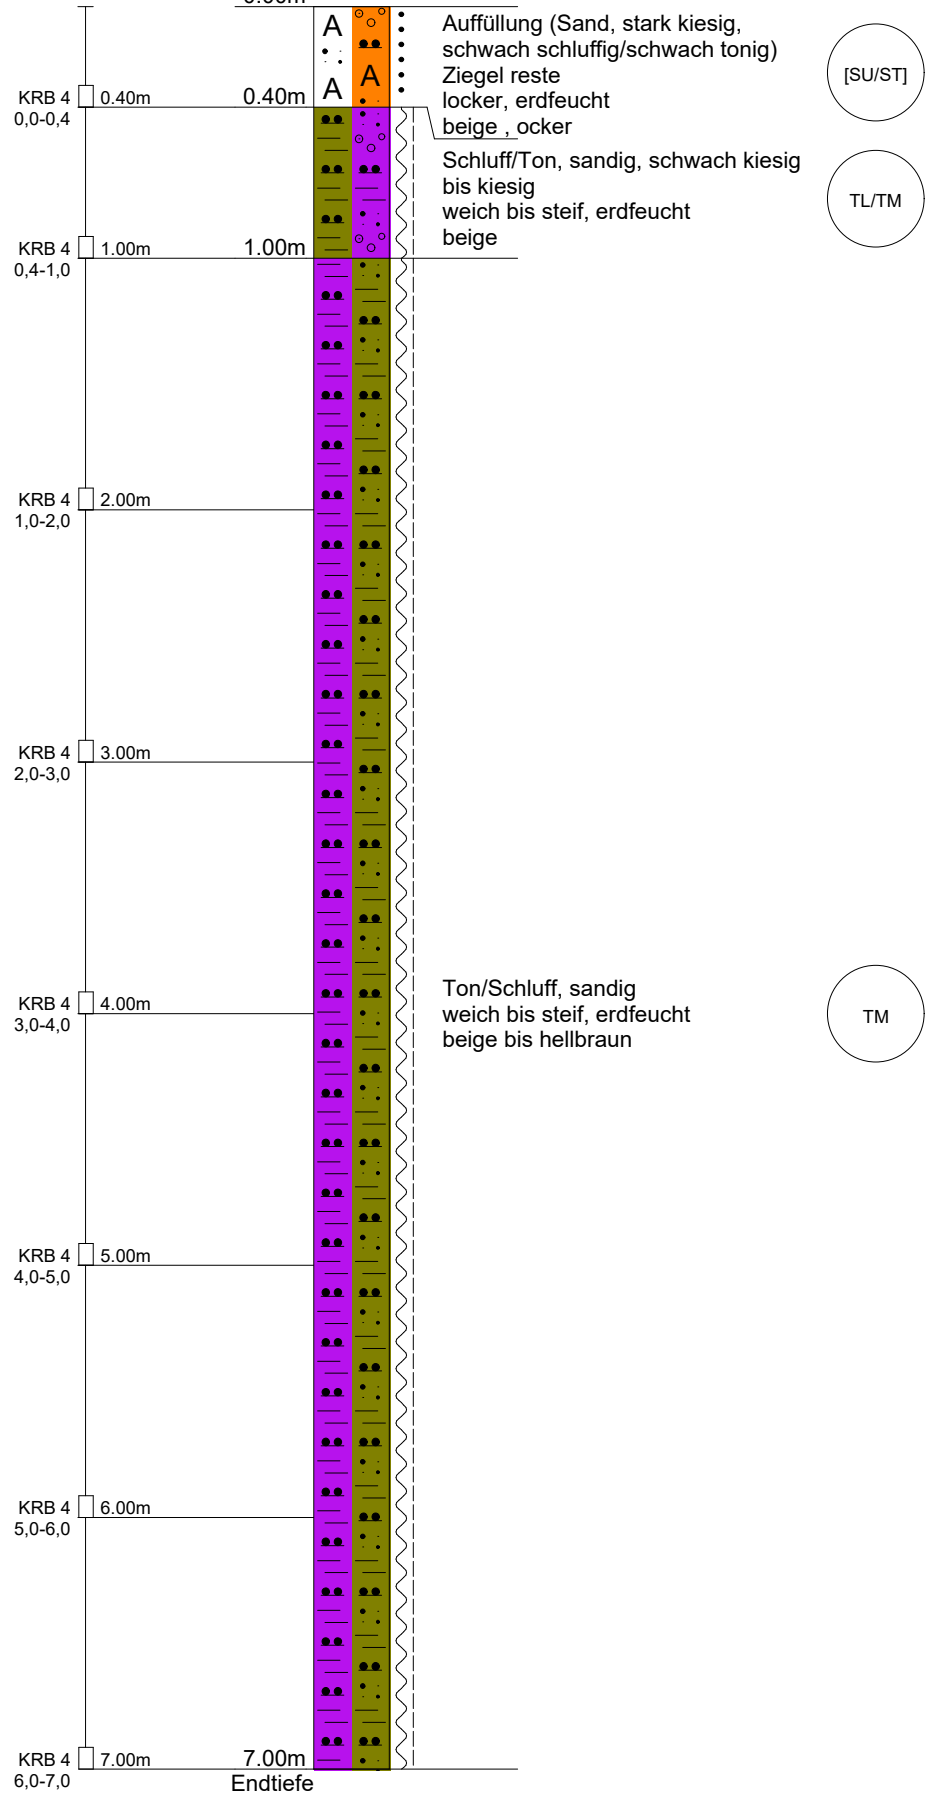 0.00m
A
A
A
Auffüllung (Sand, stark kiesig,
schwach schluffig/schwach tonig)
Ziegel reste
locker, erdfeucht
beige , ocker
[SU/ST]
KRB 4 0.40m 0.40m
0,0-0,4
Schluff/Ton, sandig, schwach kiesig
bis kiesig
weich bis steif, erdfeucht
beige
TL/TM
KRB 4 1.00m 1.00m
0,4-1,0
KRB 4 2.00m
1,0-2,0
KRB 4 3.00m
2,0-3,0
Ton/Schluff, sandig
weich bis steif, erdfeucht
beige bis hellbraun
TM
KRB 4 4.00m
3,0-4,0
KRB 4 5.00m
4,0-5,0
KRB 4 6.00m
5,0-6,0
KRB 4 7.00m 7.00m
6,0-7,0
Endtiefe